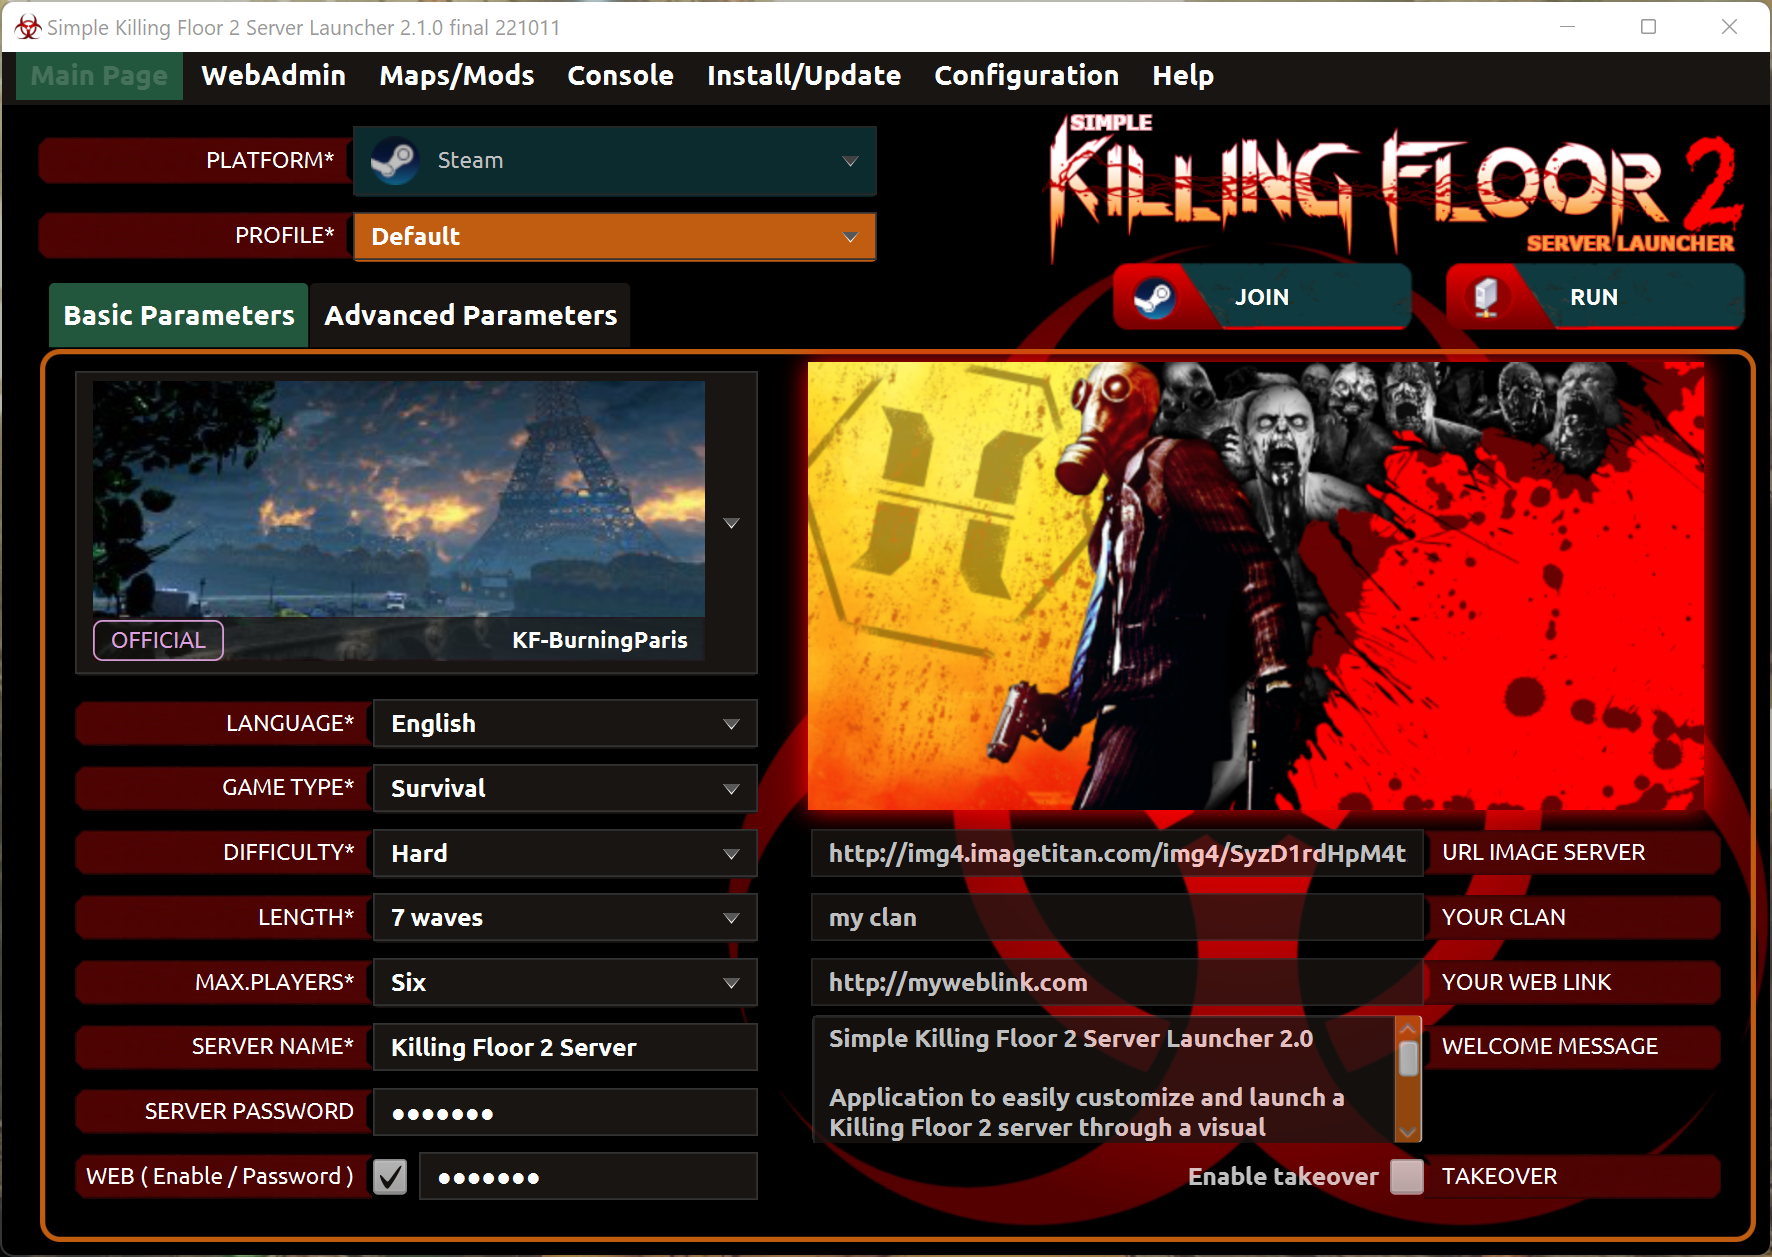 Simple Killing Floor 2 Server Launcher 2.1.0 final 221011
Main Page WebAdmin Maps/Mods Console Install/Update Configuration Help
PLATFORM* Steam
PROFILE* Default
SIMPLE
KILLING FLOOR 2
SERVER LAUNCHER
JOIN RUN
Basic Parameters Advanced Parameters
OFFICIAL KF-BurningParis
LANGUAGE* English
GAME TYPE* Survival
DIFFICULTY* Hard
LENGTH* 7 waves
MAX.PLAYERS* Six
SERVER NAME* Killing Floor 2 Server
SERVER PASSWORD ●●●●●●●
WEB ( Enable / Password ) ●●●●●●●
http://img4.imagetitan.com/img4/SyzD1rdHpM4t URL IMAGE SERVER
my clan YOUR CLAN
http://myweblink.com YOUR WEB LINK
Simple Killing Floor 2 Server Launcher 2.0 WELCOME MESSAGE
Application to easily customize and launch a
Killing Floor 2 server through a visual
Enable takeover TAKEOVER